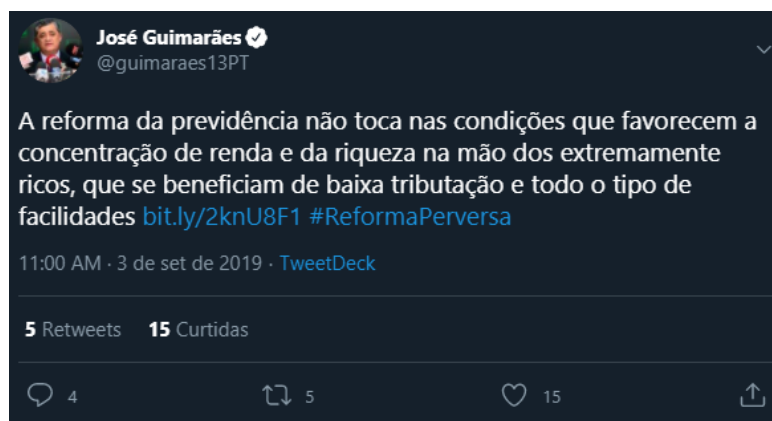 José Guimarães
@guimaraes13PT
A reforma da previdência não toca nas condições que favorecem a
concentração de renda e da riqueza na mão dos extremamente
ricos, que se beneficiam de baixa tributação e todo o tipo de
facilidades bit.ly/2knU8F1 #ReformaPerversa
11:00 AM · 3 de set de 2019 · TweetDeck
5 Retweets 15 Curtidas
4 5 15